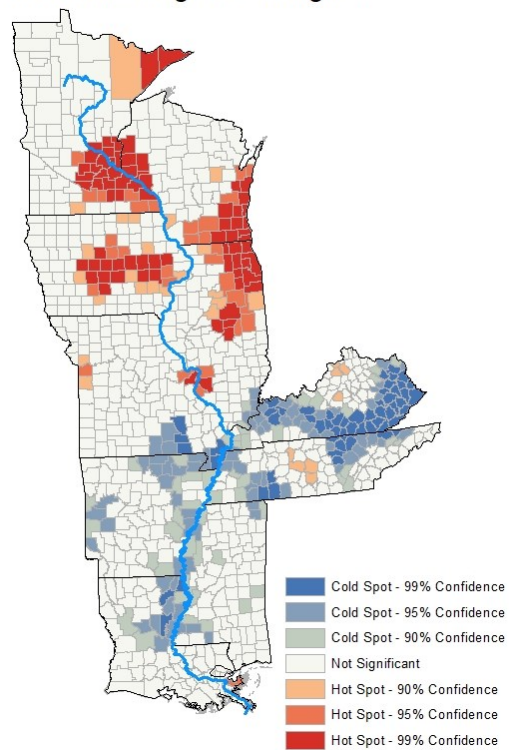 Cold Spot - 99% Confidence
Cold Spot - 95% Confidence
Cold Spot - 90% Confidence
Not Significant
Hot Spot - 90% Confidence
Hot Spot - 95% Confidence
Hot Spot - 99% Confidence